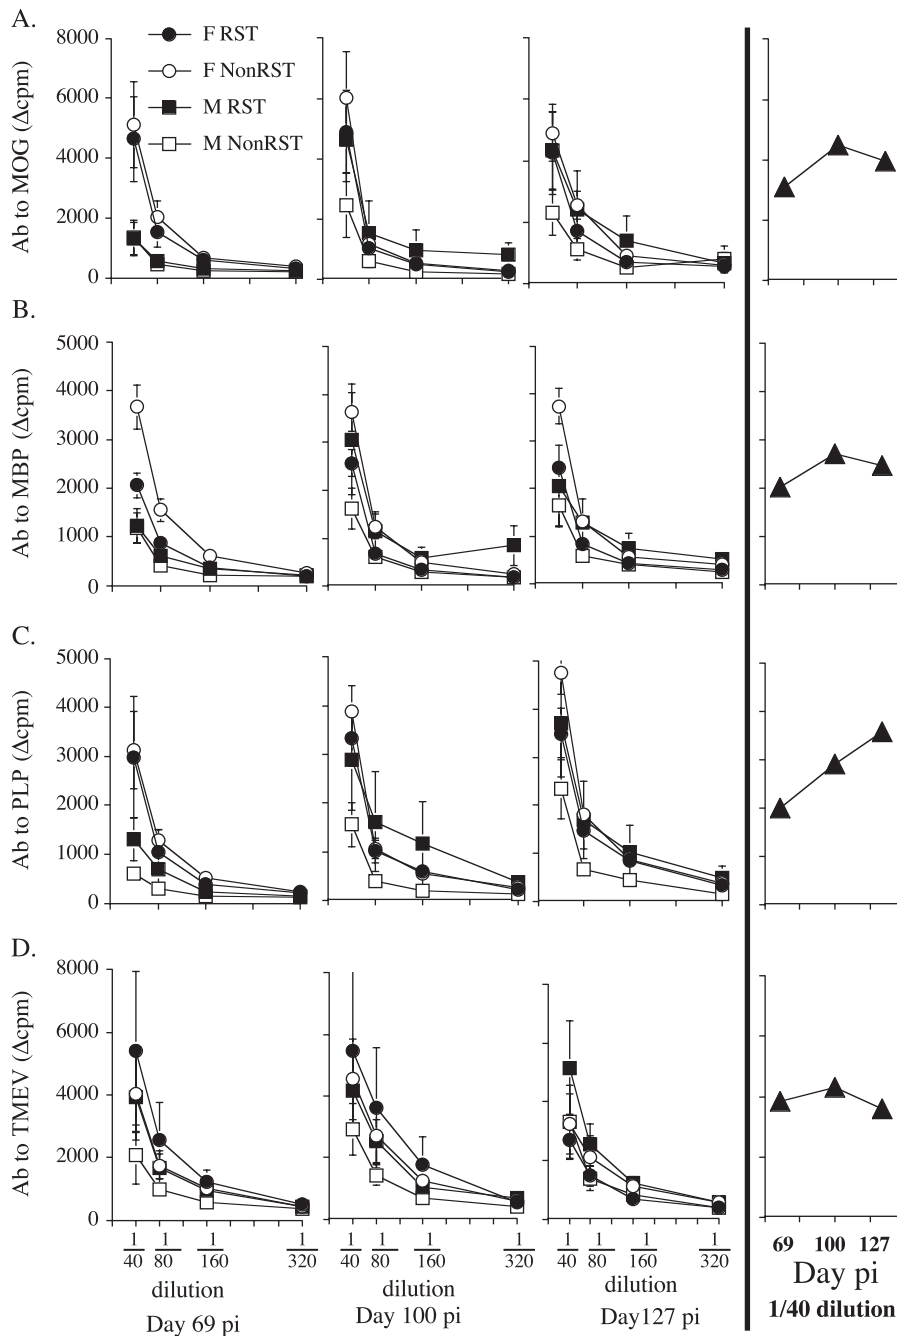 A.
8000
6000
4000
2000
0
Ab to MOG (Δcpm)
F RST
F NonRST
M RST
M NonRST
B.
5000
4000
3000
2000
1000
0
Ab to MBP (Δcpm)
C.
5000
4000
3000
2000
1000
0
Ab to PLP (Δcpm)
D.
8000
6000
4000
2000
0
Ab to TMEV (Δcpm)
1 1 1 1 1 1 1 1 1 1 1 1
40 80 160 320 40 80 160 320 40 80 160 320
dilution dilution dilution
Day 69 pi Day 100 pi Day127 pi
69 100 127
Day pi
1/40 dilution